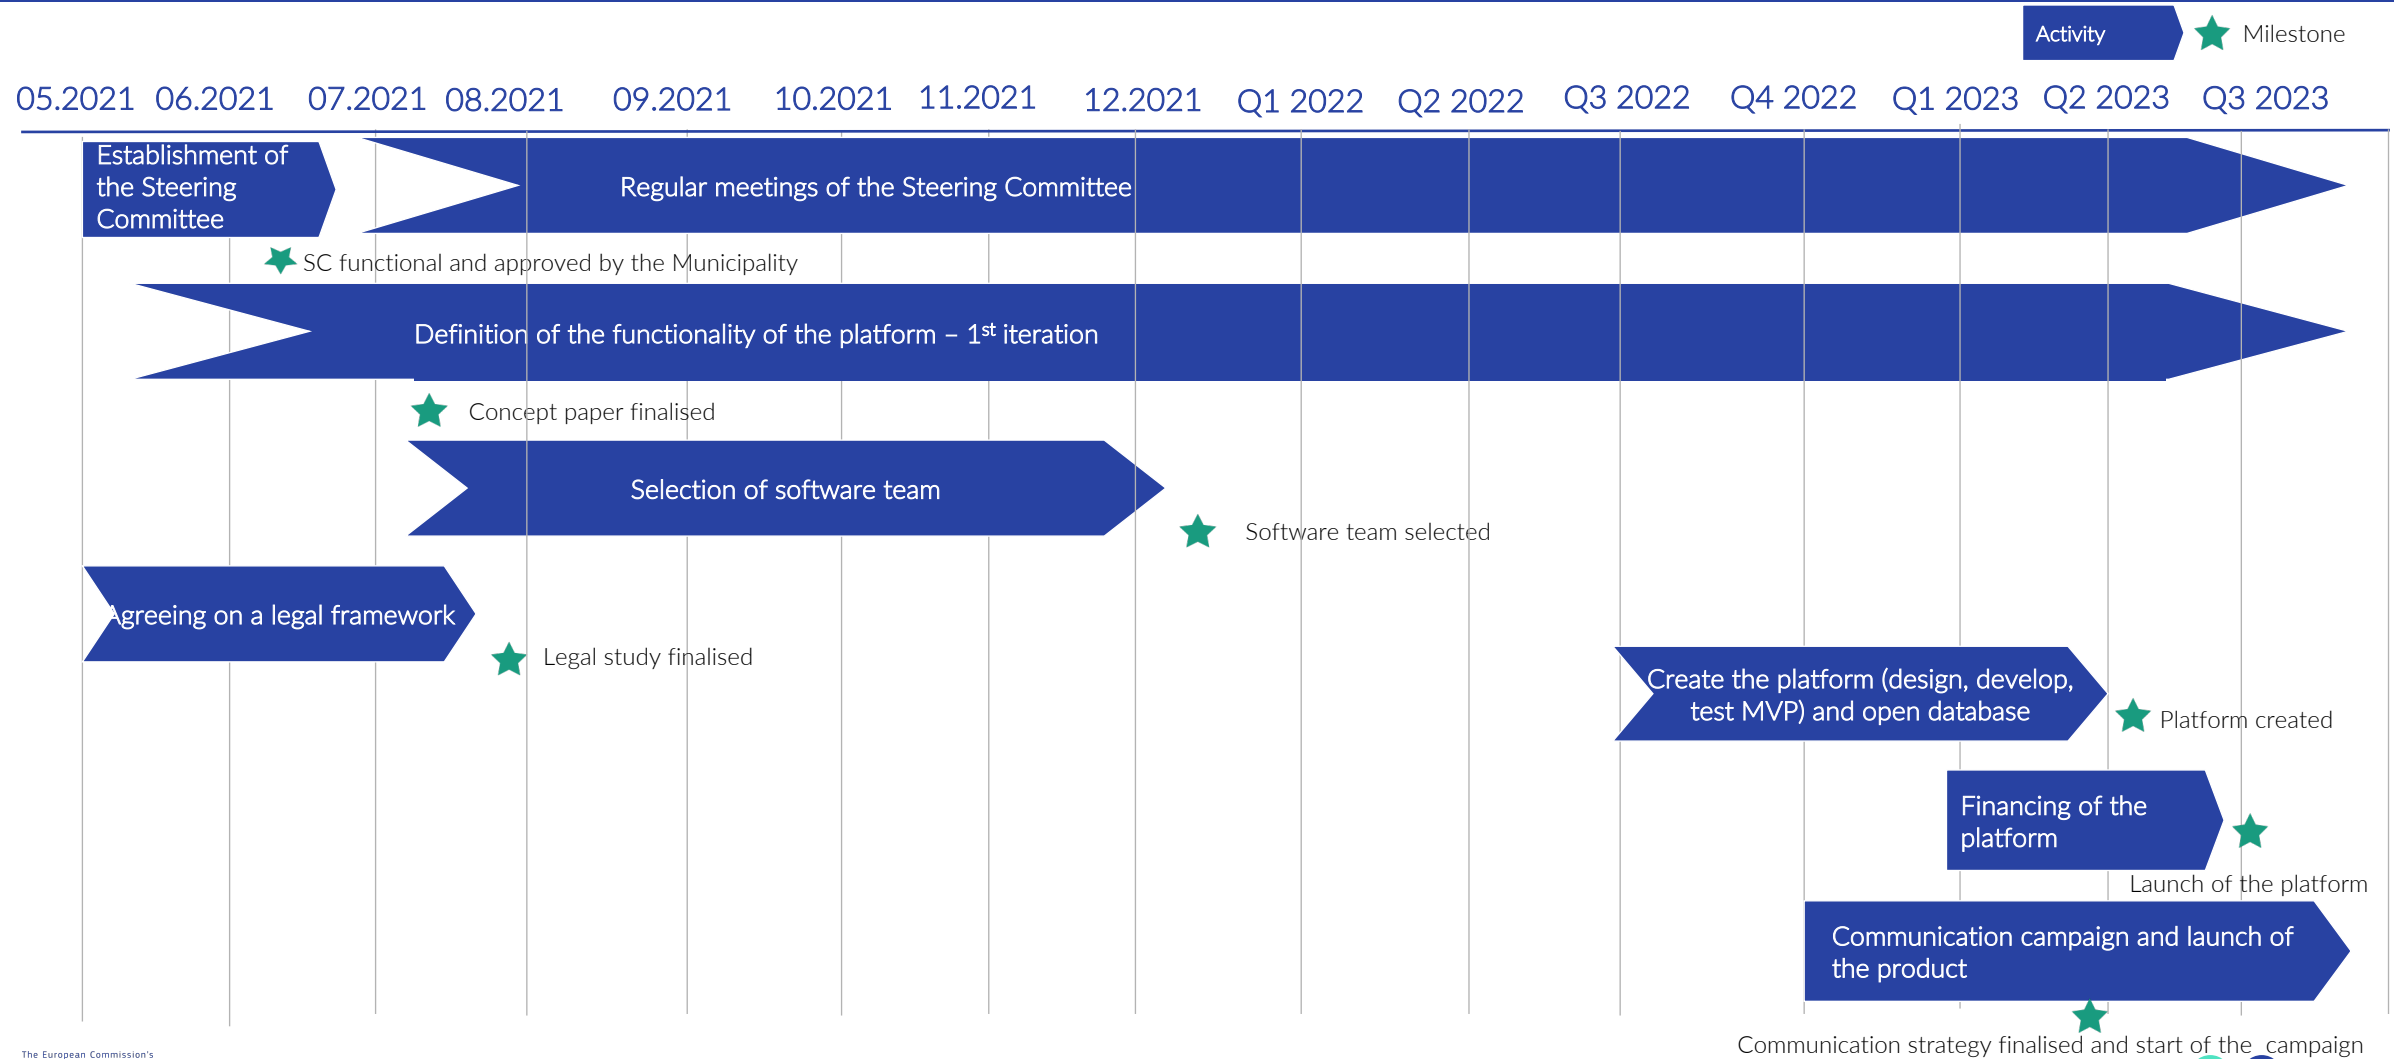 Activity
Milestone
05.2021 06.2021 07.2021 08.2021 09.2021 10.2021 11.2021 12.2021 Q1 2022 Q2 2022 Q3 2022 Q4 2022 Q1 2023 Q2 2023 Q3 2023
Establishment of
the Steering
Committee
Regular meetings of the Steering Committee
SC functional and approved by the Municipality
Definition of the functionality of the platform – 1st iteration
Concept paper finalised
Selection of software team
Software team selected
Agreeing on a legal framework
Legal study finalised
Create the platform (design, develop,
test MVP) and open database
Platform created
Financing of the
platform
Launch of the platform
Communication campaign and launch of
the product
Communication strategy finalised and start of the campaign
The European Commission's